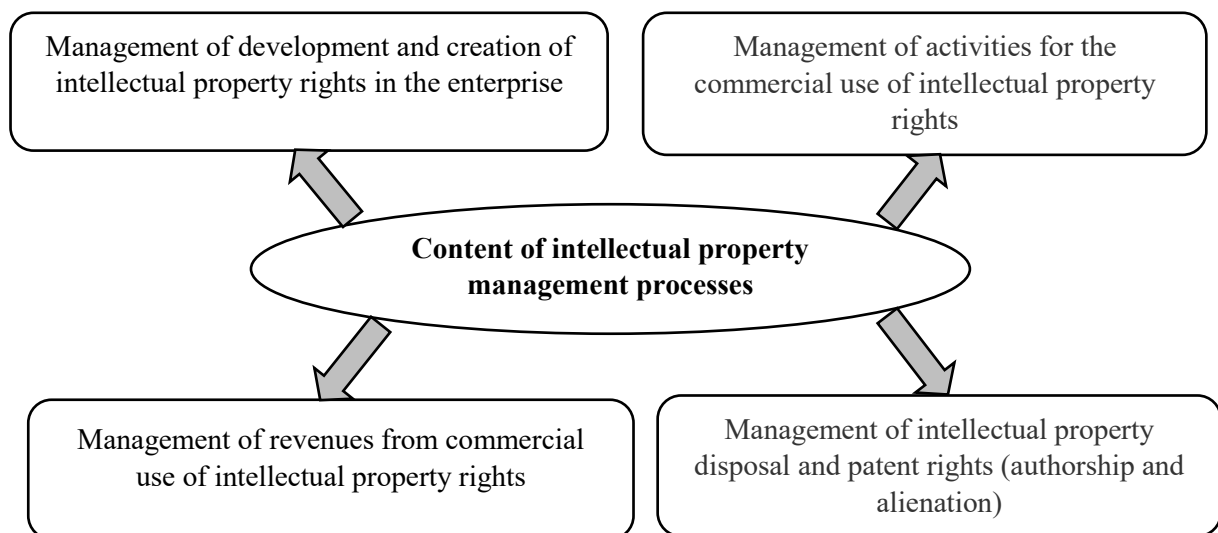 Management of development and creation of
intellectual property rights in the enterprise
Management of activities for the
commercial use of intellectual property
rights
Content of intellectual property
management processes
Management of revenues from commercial
use of intellectual property rights
Management of intellectual property
disposal and patent rights (authorship and
alienation)